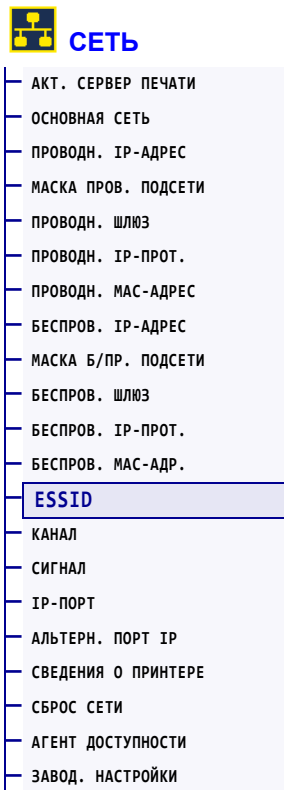 СЕТЬ
АКТ. СЕРВЕР ПЕЧАТИ
ОСНОВНАЯ СЕТЬ
ПРОВОДН. IP-АДРЕС
МАСКА ПРОВ. ПОДСЕТИ
ПРОВОДН. ШЛЮЗ
ПРОВОДН. IP-ПРОТ.
ПРОВОДН. MAC-АДРЕС
БЕСПРОВ. IP-АДРЕС
МАСКА Б/ПР. ПОДСЕТИ
БЕСПРОВ. ШЛЮЗ
БЕСПРОВ. IP-ПРОТ.
БЕСПРОВ. MAC-АДР.
ESSID
КАНАЛ
СИГНАЛ
IP-ПОРТ
АЛЬТЕРН. ПОРТ IP
СВЕДЕНИЯ О ПРИНТЕРЕ
СБРОС СЕТИ
АГЕНТ ДОСТУПНОСТИ
ЗАВОД. НАСТРОЙКИ